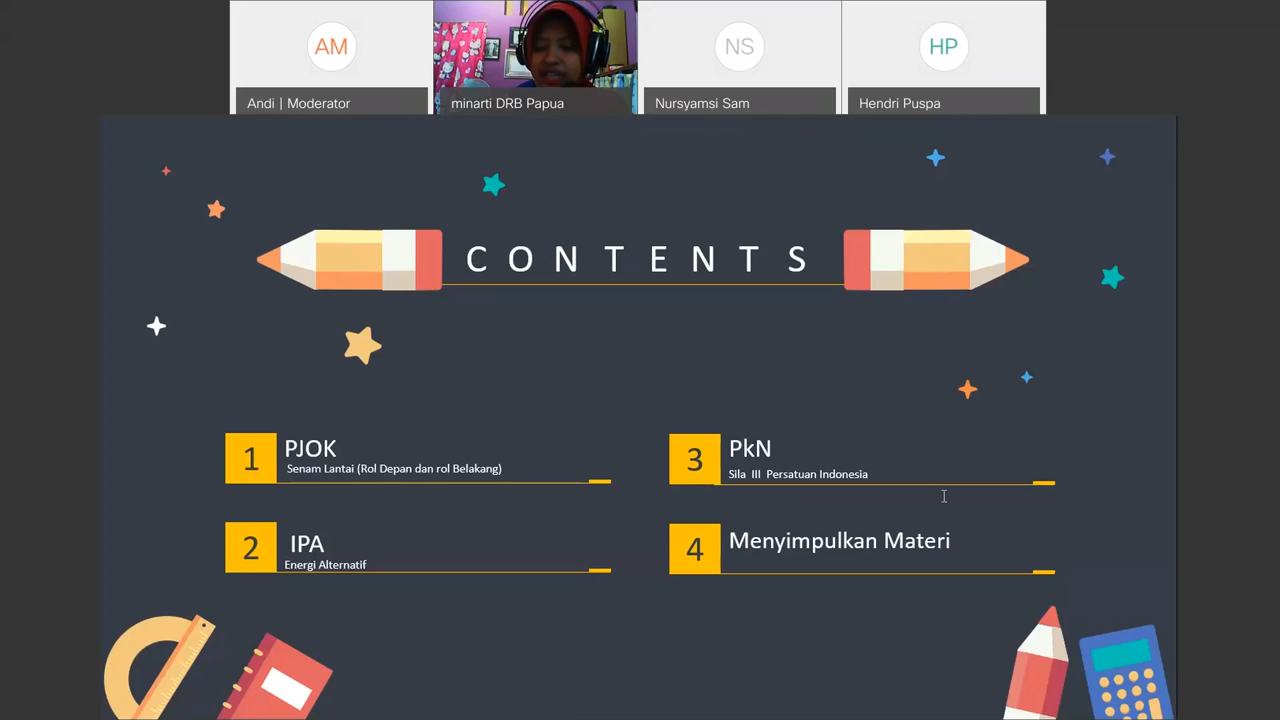 AM
NS
HP
Andi | Moderator
minarti DRB Papua
Nursyamsi Sam
Hendri Puspa
CONTENTS
1
PJOK
Senam Lantai (Rol Depan dan rol Belakang)
2
IPA
Energi Alternatif
3
PkN
Sila III Persatuan Indonesia
4
Menyimpulkan Materi